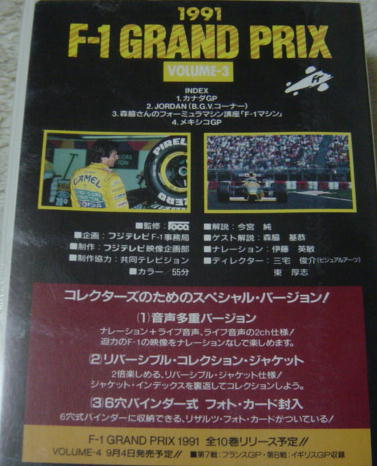 1991
F-1 GRAND PRIX
VOLUME-3
INDEX
1.カナダGP
2.JORDAN(B.G.V.コーナー)
3.森脇さんのフォーミュラマシン講座「F-1マシン」
4.メキシコGP
PIRELLI
CAMEL
■監修：FOCA
■企画：フジテレビF-1事務局
■制作：フジテレビ映像企画部
■制作協力：共同テレビジョン
■カラー／55分
■解説：今宮 純
■ゲスト解説：森脇 基恭
■ナレーション：伊藤 英敏
■ディレクター：三宅 俊介(ビジュアルアーツ)
東 厚志
コレクターズのためのスペシャル・バージョン！
(1)音声多重バージョン
ナレーション＋ライブ音声、ライブ音声の2ch仕様！
迫力のF-1の映像をナレーションなしで楽しめます。
(2)リバーシブル・コレクション・ジャケット
2倍楽しめる、リバーシブル・ジャケット仕様！
ジャケット・インデックスを裏返してコレクションしよう。
(3)6穴バインダー式 フォト・カード封入
6穴式バインダーに収納できる、リザルツ・フォト・カードがついている！
F-1 GRAND PRIX 1991 全10巻リリース予定!!
VOLUME-4 9月4日発売予定!! ■第7戦：フランスGP・第8戦：イギリスGP収録